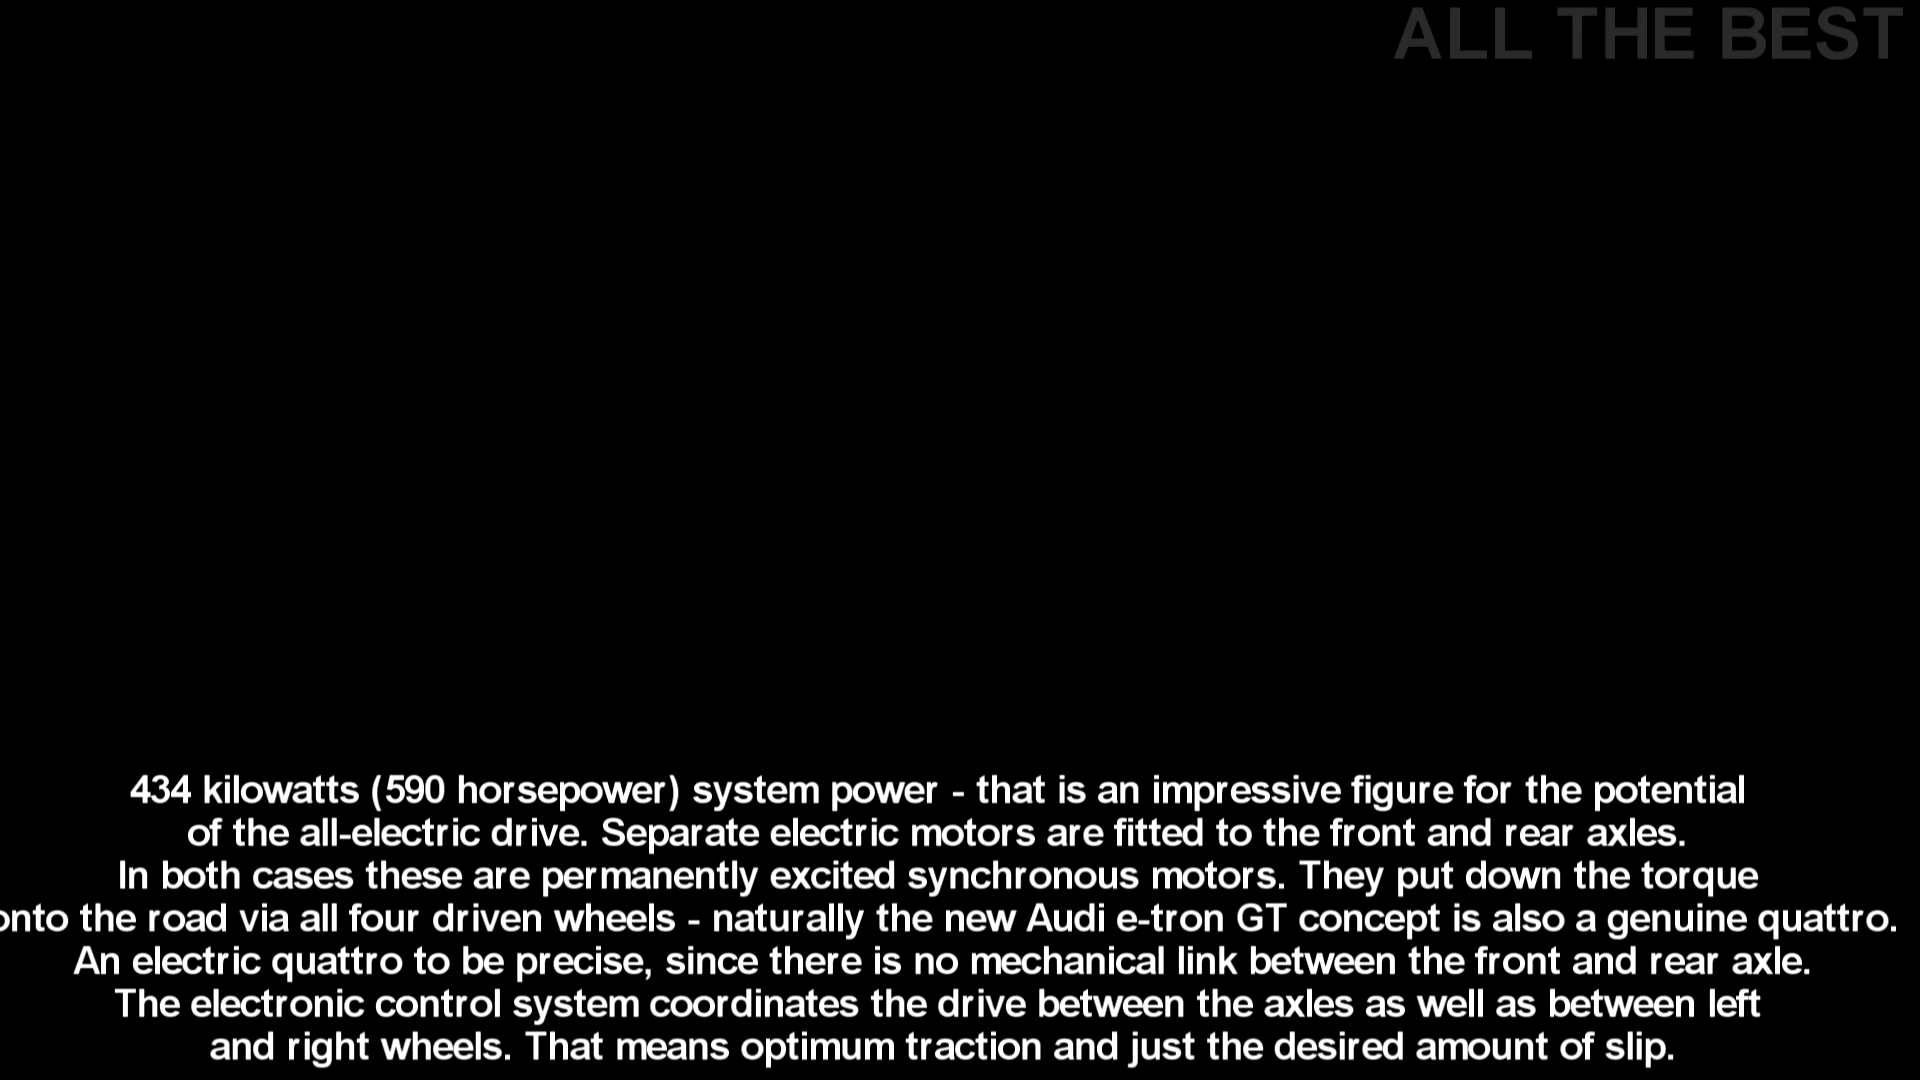 ALL THE BEST
434 kilowatts (590 horsepower) system power - that is an impressive figure for the potential
of the all-electric drive. Separate electric motors are fitted to the front and rear axles.
In both cases these are permanently excited synchronous motors. They put down the torque
onto the road via all four driven wheels - naturally the new Audi e-tron GT concept is also a genuine quattro.
An electric quattro to be precise, since there is no mechanical link between the front and rear axle.
The electronic control system coordinates the drive between the axles as well as between left
and right wheels. That means optimum traction and just the desired amount of slip.